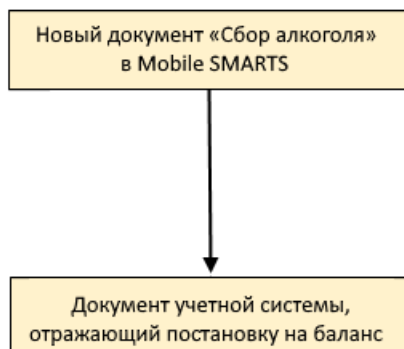 Новый документ «Сбор алкоголя»
в Mobile SMARTS
Документ учетной системы,
отражающий постановку на баланс